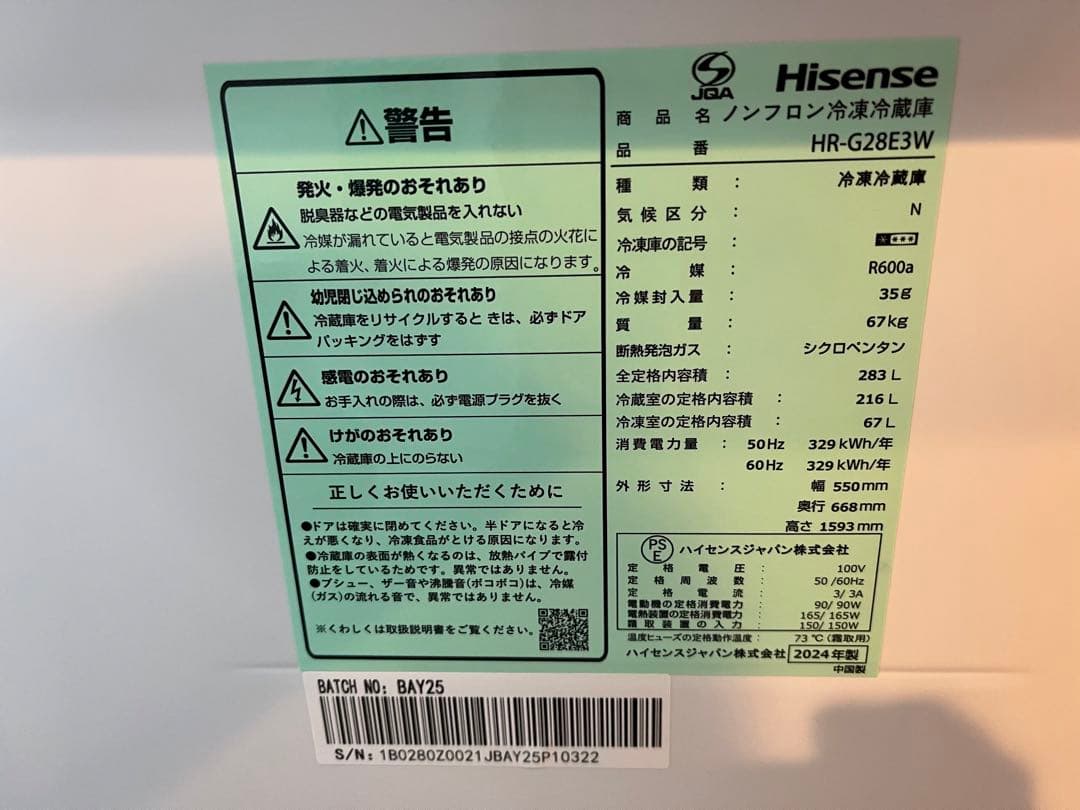 警告
発火・爆発のおそれあり
脱臭器などの電気製品を入れない
冷媒が漏れていると電気製品の接点の火花に
よる着火、着火による爆発の原因になります。
幼児閉じ込められのおそれあり
冷蔵庫をリサイクルすると きは、必ずドア
パッキングをはずす
感電のおそれあり
お手入れの際は、必ず電源プラグを抜く
けがのおそれあり
冷蔵庫の上にのらない
正しくお使いいただくために
●ドアは確実に閉めてください。半ドアになると冷
えが悪くなり、冷凍食品がとける原因になります。
●冷蔵庫の表面が熱くなるのは、放熱パイプで露付
防止をしているためです。異常ではありません。
●ブシュー、ザー音や沸騰音(ボコボコ)は、冷媒
(ガス)の流れる音で、異常ではありません。
※くわしくは取扱説明書をご覧ください。
JQA Hisense
商品名 ノンフロン冷凍冷蔵庫
品番 HR-G28E3W
種類 : 冷凍冷蔵庫
気候区分 : N
冷凍庫の記号 : ****
冷媒 : R600a
冷媒封入量 : 35g
質量 : 67kg
断熱発泡ガス : シクロペンタン
全定格内容積 : 283 L
冷蔵室の定格内容積 : 216 L
冷凍室の定格内容積 : 67 L
消費電力量 : 50Hz 329 kWh/年
60Hz 329 kWh/年
外形寸法 : 幅 550mm
奥行 668mm
高さ 1593mm
PSE ハイセンスジャパン株式会社
定格電圧 : 100V
定格周波数 : 50/60Hz
定格電流 : 3/3A
電動機の定格消費電力 : 90/90W
電熱装置の定格消費電力 : 165/165W
霜取装置の入力 : 150/150W
温度ヒューズの定格動作温度 : 73℃(霜取用)
ハイセンスジャパン株式会社 2024年製
中国製
BATCH NO: BAY25
S/N: 1B0280Z0021JBAY25P10322